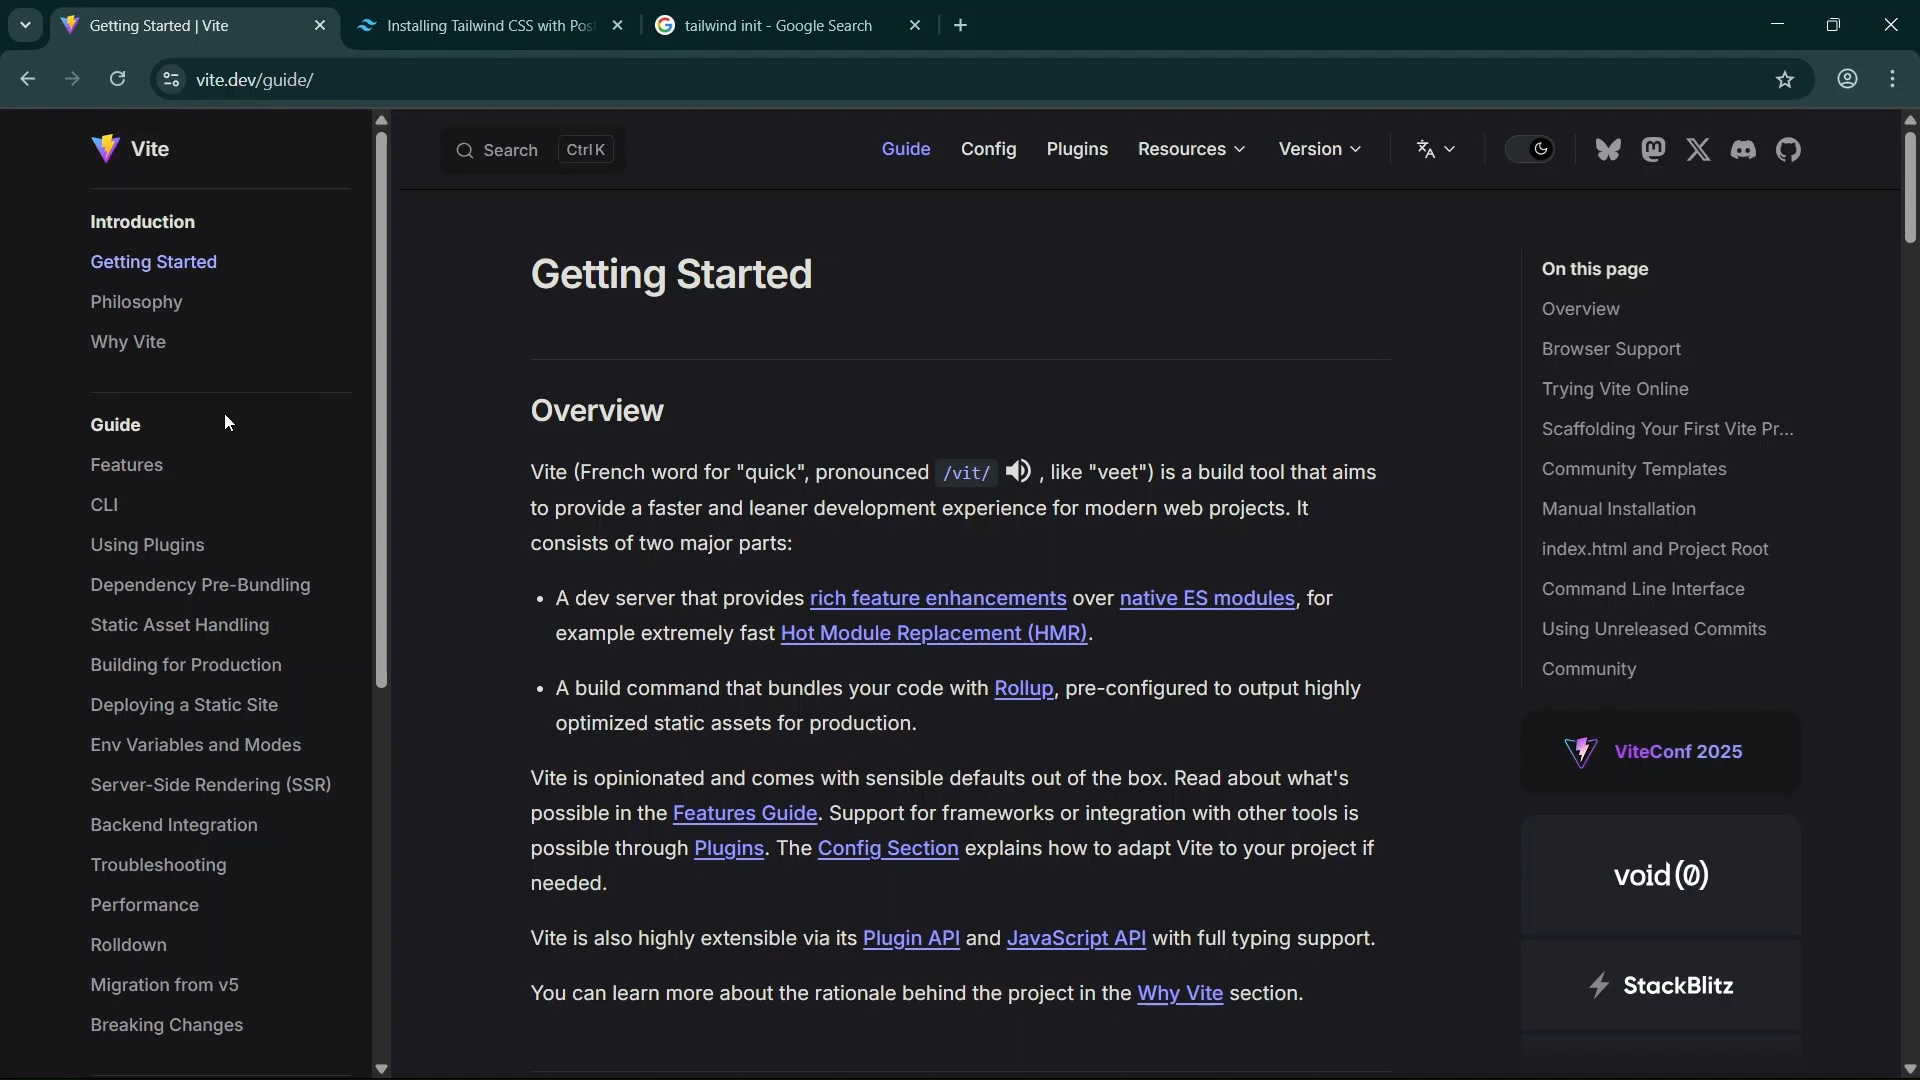 Getting Started | Vite
Installing Tailwind CSS with Pos
tailwind init - Google Search
vite.dev/guide/
Vite
Search
Ctrl K
Guide
Config
Plugins
Resources
Version
Introduction
Getting Started
Philosophy
Why Vite
Guide
Features
CLI
Using Plugins
Dependency Pre-Bundling
Static Asset Handling
Building for Production
Deploying a Static Site
Env Variables and Modes
Server-Side Rendering (SSR)
Backend Integration
Troubleshooting
Performance
Rolldown
Migration from v5
Breaking Changes
Getting Started
Overview
Vite (French word for "quick", pronounced /vit/ , like "veet") is a build tool that aims
to provide a faster and leaner development experience for modern web projects. It
consists of two major parts:
• A dev server that provides rich feature enhancements over native ES modules, for
example extremely fast Hot Module Replacement (HMR).
• A build command that bundles your code with Rollup, pre-configured to output highly
optimized static assets for production.
Vite is opinionated and comes with sensible defaults out of the box. Read about what's
possible in the Features Guide. Support for frameworks or integration with other tools is
possible through Plugins. The Config Section explains how to adapt Vite to your project if
needed.
Vite is also highly extensible via its Plugin API and JavaScript API with full typing support.
You can learn more about the rationale behind the project in the Why Vite section.
On this page
Overview
Browser Support
Trying Vite Online
Scaffolding Your First Vite Pr...
Community Templates
Manual Installation
index.html and Project Root
Command Line Interface
Using Unreleased Commits
Community
ViteConf 2025
void(0)
StackBlitz